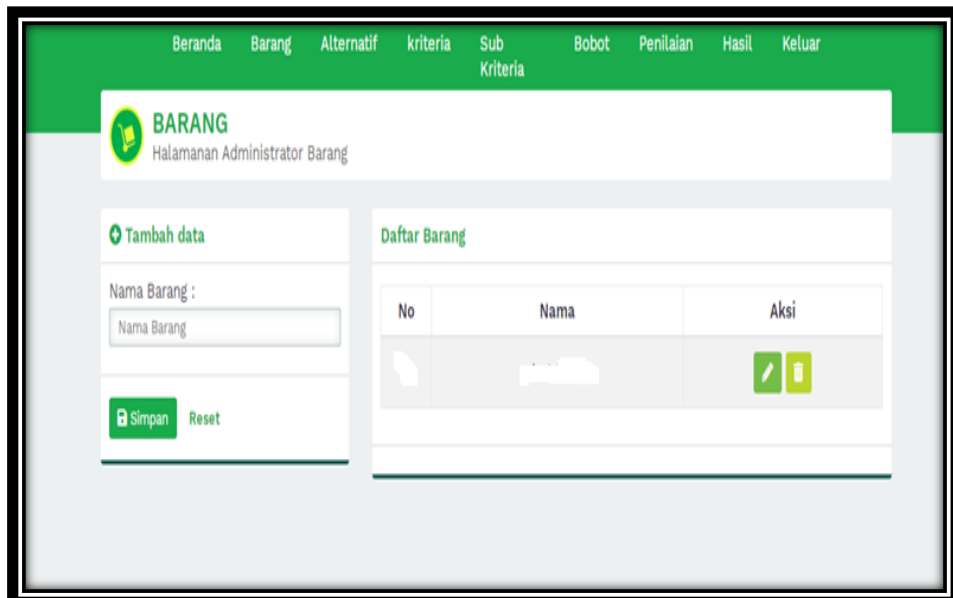 Beranda Barang Alternatif kriteria Sub Kriteria Bobot Penilaian Hasil Keluar
BARANG
Halamanan Administrator Barang
Tambah data
Nama Barang :
Nama Barang
Simpan Reset
Daftar Barang
No Nama Aksi